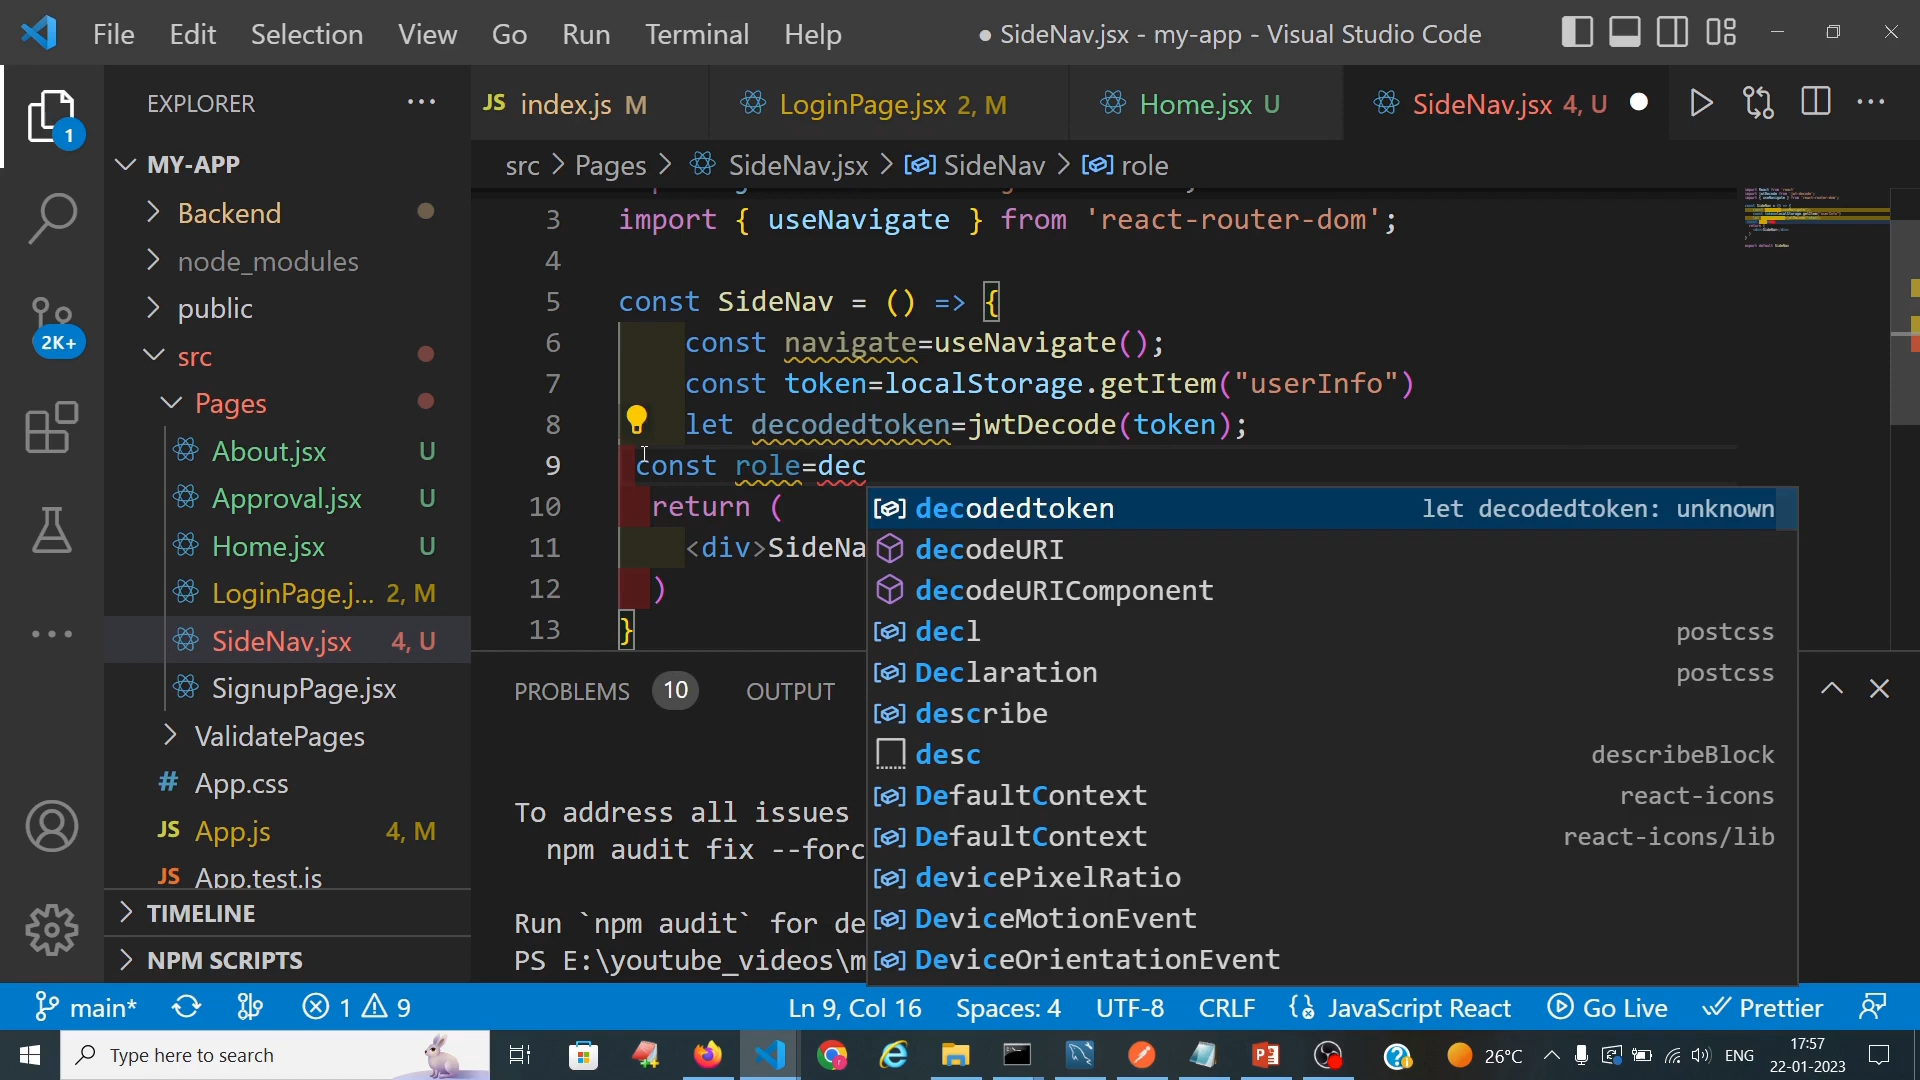 File Edit Selection View Go Run Terminal Help
● SideNav.jsx - my-app - Visual Studio Code
EXPLORER ...
JS index.js M
LoginPage.jsx 2, M
Home.jsx U
SideNav.jsx 4, U ●
src > Pages > SideNav.jsx > SideNav > role
1
2K+
MY-APP
Backend
node_modules
public
src
Pages
About.jsx U
Approval.jsx U
Home.jsx U
LoginPage.j... 2, M
SideNav.jsx 4, U
SignupPage.jsx
ValidatePages
# App.css
JS App.js 4, M
JS App.test.js
TIMELINE
NPM SCRIPTS
3 import { useNavigate } from 'react-router-dom';
4
5 const SideNav = () => {
6 const navigate=useNavigate();
7 const token=localStorage.getItem("userInfo")
8 let decodedtoken=jwtDecode(token);
9 const role=dec
10 return (
11 <div>SideNa
12 )
13 }
decodedtoken let decodedtoken: unknown
decodeURI
decodeURIComponent
decl postcss
Declaration postcss
describe
desc describeBlock
DefaultContext react-icons
DefaultContext react-icons/lib
devicePixelRatio
DeviceMotionEvent
DeviceOrientationEvent
PROBLEMS 10 OUTPUT
To address all issues
npm audit fix --forc
Run `npm audit` for de
PS E:\youtube_videos\m
main* 1 9
Ln 9, Col 16 Spaces: 4 UTF-8 CRLF JavaScript React Go Live Prettier
Type here to search
26°C ENG 17:57
22-01-2023